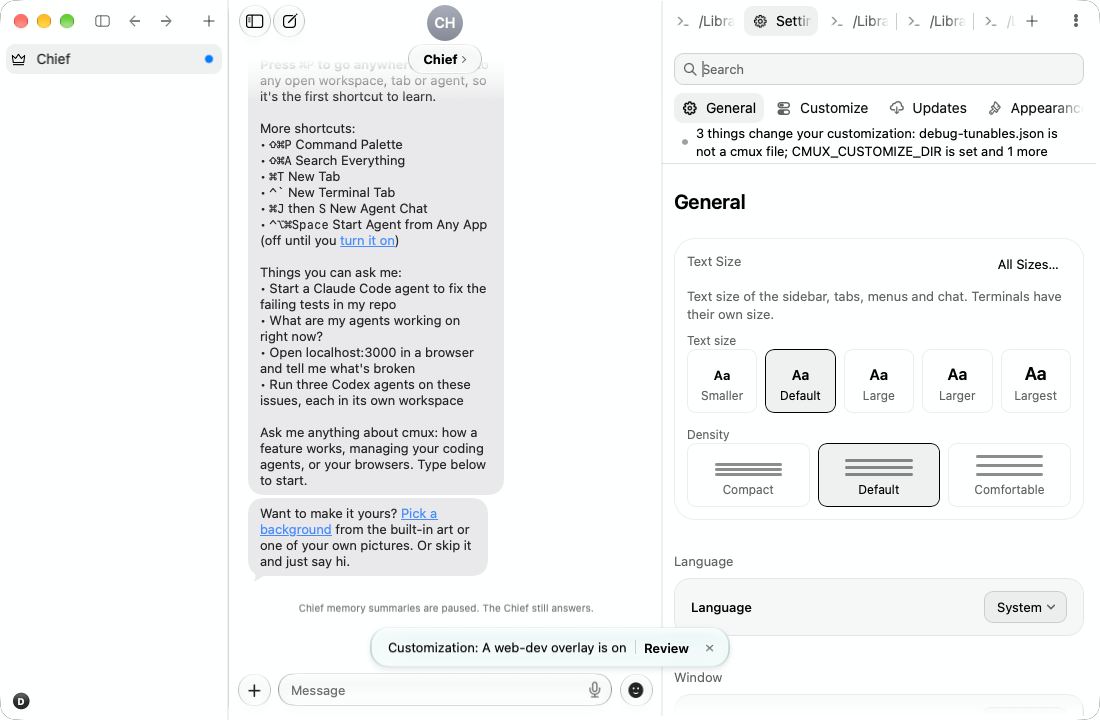 Chief
CH
Chief ›
Press ⌘P to go anywhere
any open workspace, tab or agent, so
it's the first shortcut to learn.
More shortcuts:
• ⇧⌘P Command Palette
• ⇧⌘A Search Everything
• ⌘T New Tab
• ^` New Terminal Tab
• ⌘J then S New Agent Chat
• ^⌥⌘Space Start Agent from Any App
(off until you turn it on)
Things you can ask me:
• Start a Claude Code agent to fix the
failing tests in my repo
• What are my agents working on
right now?
• Open localhost:3000 in a browser
and tell me what's broken
• Run three Codex agents on these
issues, each in its own workspace
Ask me anything about cmux: how a
feature works, managing your coding
agents, or your browsers. Type below
to start.
Want to make it yours? Pick a
background from the built-in art or
one of your own pictures. Or skip it
and just say hi.
Chief memory summaries are paused. The Chief still answers.
Customization: A web-dev overlay is on Review ×
Message
D
/Libra Settin /Libra /Libra
Search
General Customize Updates Appearanc
3 things change your customization: debug-tunables.json is
not a cmux file; CMUX_CUSTOMIZE_DIR is set and 1 more
General
Text Size All Sizes...
Text size of the sidebar, tabs, menus and chat. Terminals have
their own size.
Text size
Aa Aa Aa Aa Aa
Smaller Default Large Larger Largest
Density
Compact Default Comfortable
Language
Language System
Window